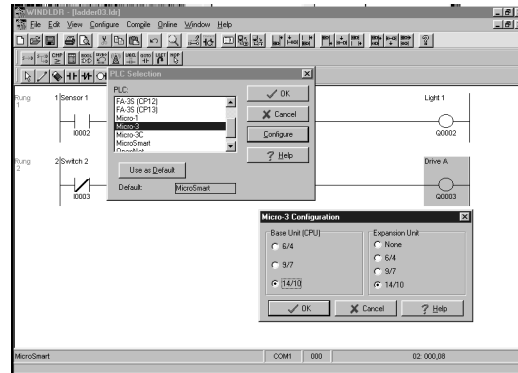 WINDLDR - [ladder03.ldr]
File Edit View Configure Compile Online Window Help
PLC Selection
PLC:
FA-3S (CP12)
FA-3S (CP13)
Micro-1
Micro-3
Micro-3C
MicroSmart
OpenNet
OK
Cancel
Configure
Help
Use as Default
Default: MicroSmart
Rung 1 Sensor 1 Light 1
1
I0002 Q0002
Rung 2 Switch 2 Drive A
2
I0003 Q0003
Micro-3 Configuration
Base Unit (CPU) Expansion Unit
6/4 None
9/7 6/4
14/10 9/7
14/10
OK Cancel Help
MicroSmart COM1 000 02: 000,08